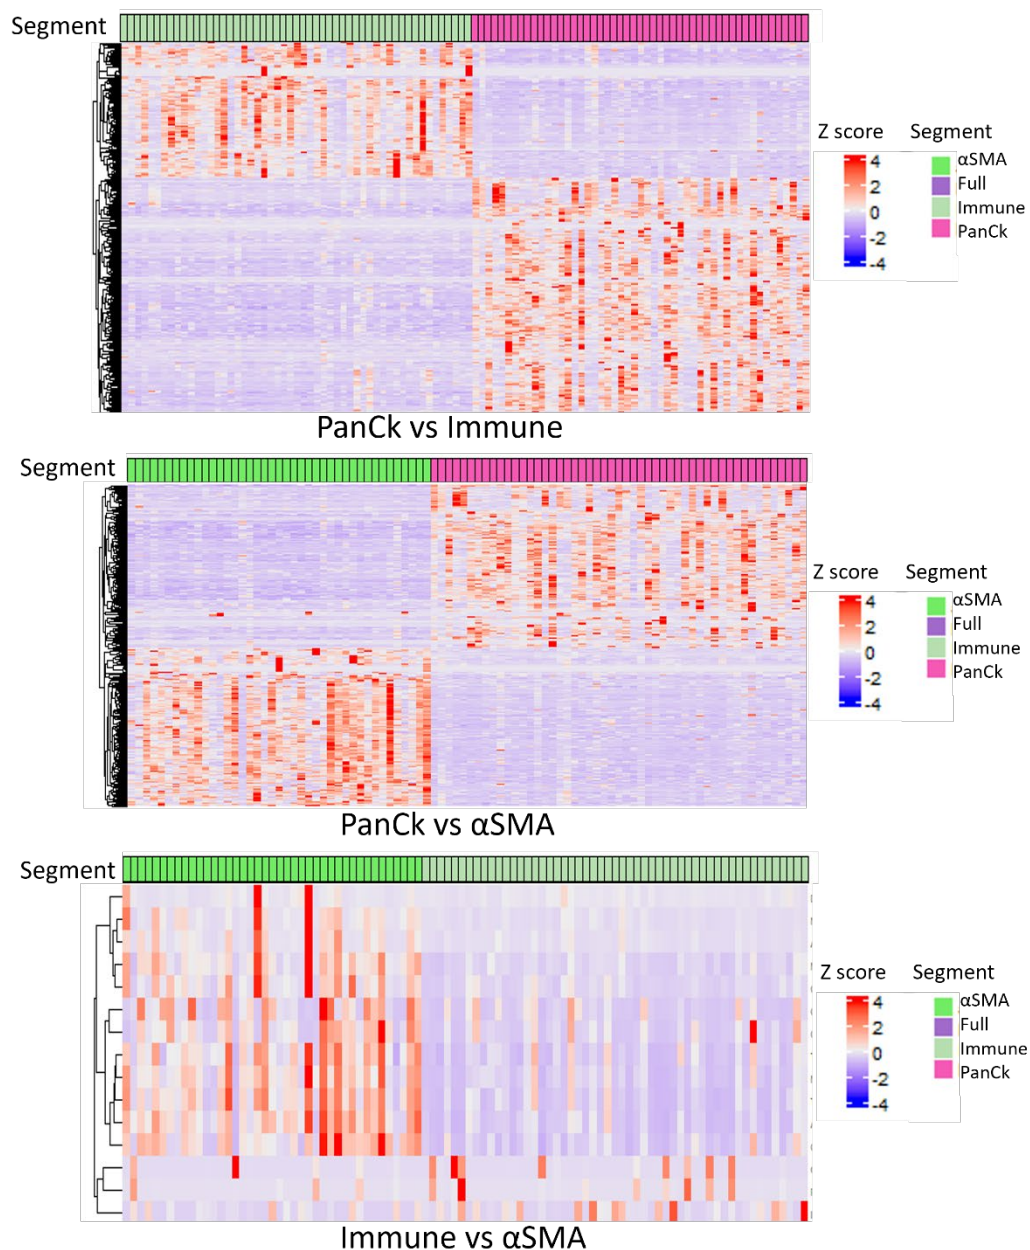 Segment
Z score Segment
4
2
0
-2
-4
αSMA
Full
Immune
PanCk
PanCk vs Immune
Segment
Z score Segment
4
2
0
-2
-4
αSMA
Full
Immune
PanCk
PanCk vs αSMA
Segment
Z score Segment
4
2
0
-2
-4
αSMA
Full
Immune
PanCk
Immune vs αSMA